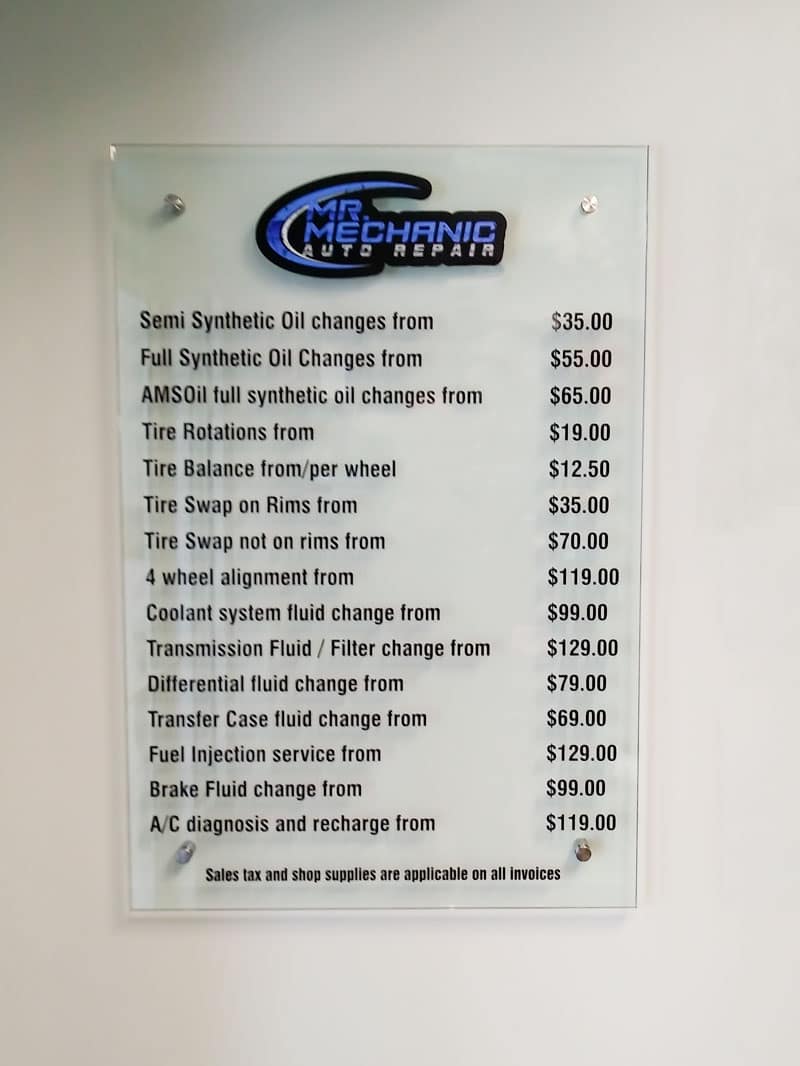 MR.
MECHANIC
AUTO REPAIR
Semi Synthetic Oil changes from $35.00
Full Synthetic Oil Changes from $55.00
AMSOil full synthetic oil changes from $65.00
Tire Rotations from $19.00
Tire Balance from/per wheel $12.50
Tire Swap on Rims from $35.00
Tire Swap not on rims from $70.00
4 wheel alignment from $119.00
Coolant system fluid change from $99.00
Transmission Fluid / Filter change from $129.00
Differential fluid change from $79.00
Transfer Case fluid change from $69.00
Fuel Injection service from $129.00
Brake Fluid change from $99.00
A/C diagnosis and recharge from $119.00
Sales tax and shop supplies are applicable on all invoices